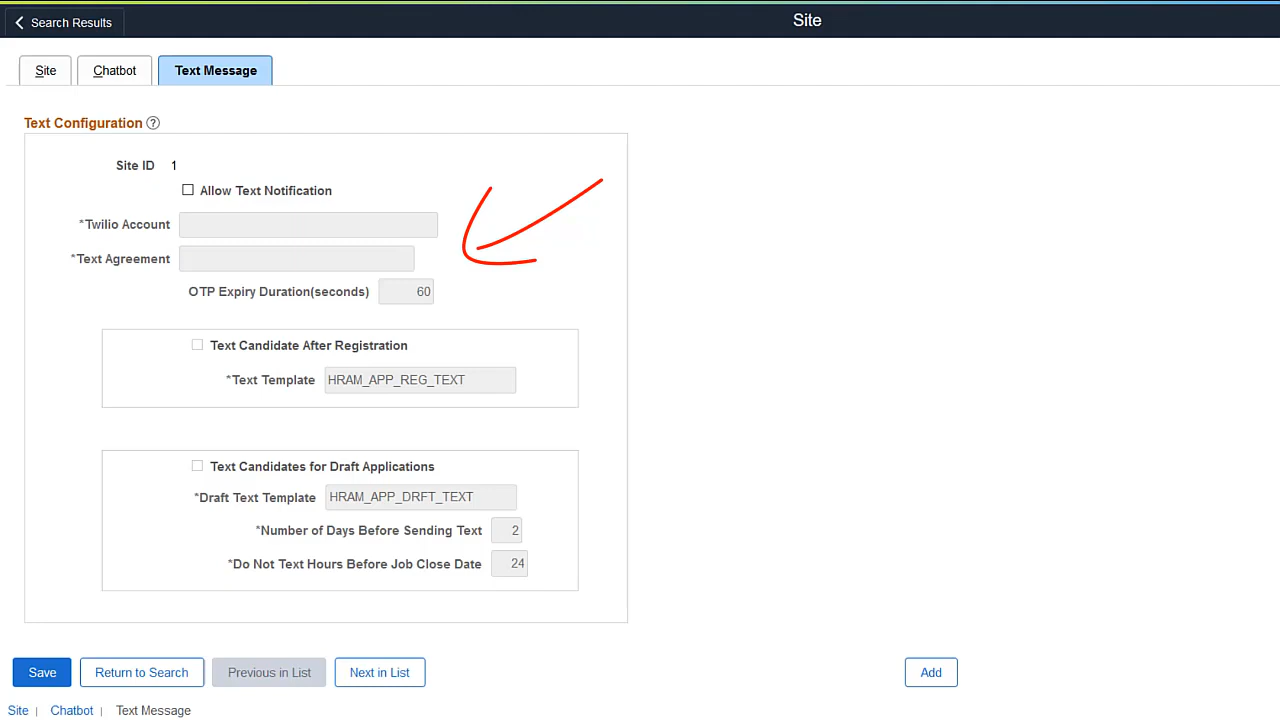 Search Results
Site
Site
Chatbot
Text Message
Text Configuration ?
Site ID 1
Allow Text Notification
*Twilio Account
*Text Agreement
OTP Expiry Duration(seconds) 60
Text Candidate After Registration
*Text Template HRAM_APP_REG_TEXT
Text Candidates for Draft Applications
*Draft Text Template HRAM_APP_DRFT_TEXT
*Number of Days Before Sending Text 2
*Do Not Text Hours Before Job Close Date 24
Save Return to Search Previous in List Next in List Add
Site | Chatbot | Text Message